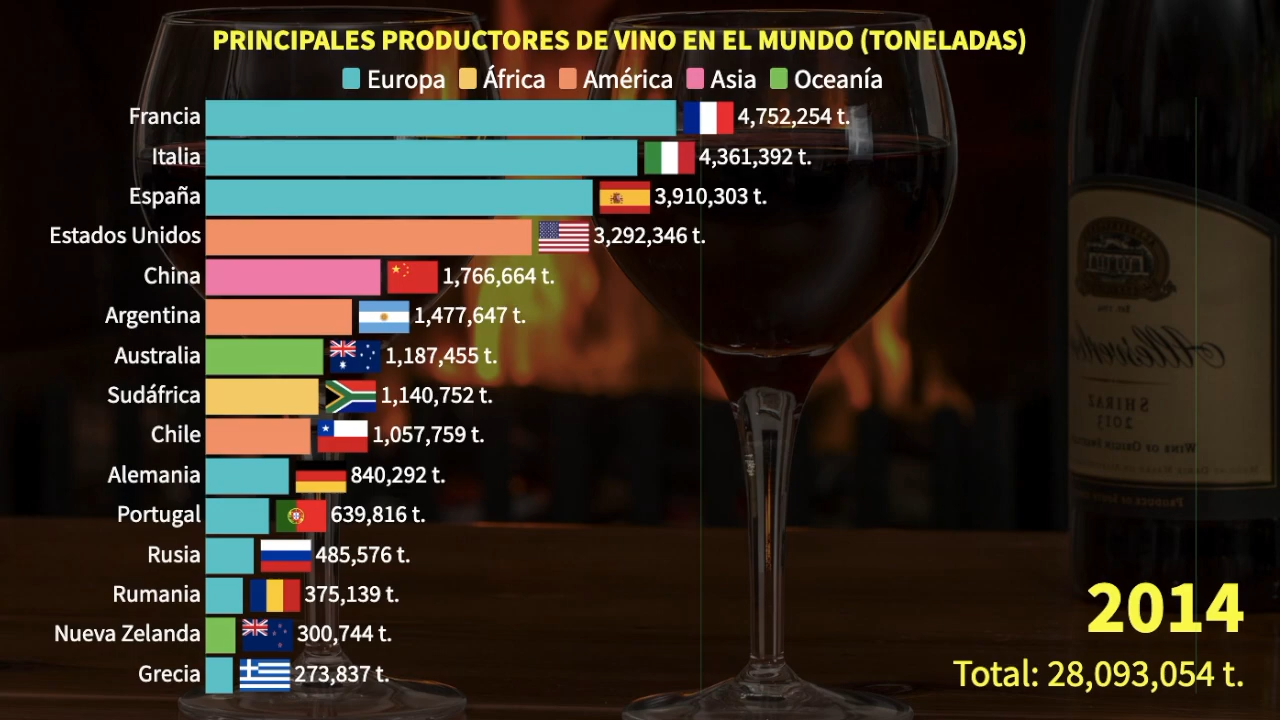 PRINCIPALES PRODUCTORES DE VINO EN EL MUNDO (TONELADAS)
Europa África América Asia Oceanía
Francia 4,752,254 t.
Italia 4,361,392 t.
España 3,910,303 t.
Estados Unidos 3,292,346 t.
China 1,766,664 t.
Argentina 1,477,647 t.
Australia 1,187,455 t.
Sudáfrica 1,140,752 t.
Chile 1,057,759 t.
Alemania 840,292 t.
Portugal 639,816 t.
Rusia 485,576 t.
Rumania 375,139 t.
Nueva Zelanda 300,744 t.
Grecia 273,837 t.
2014
Total: 28,093,054 t.
SHIRAZ
2013